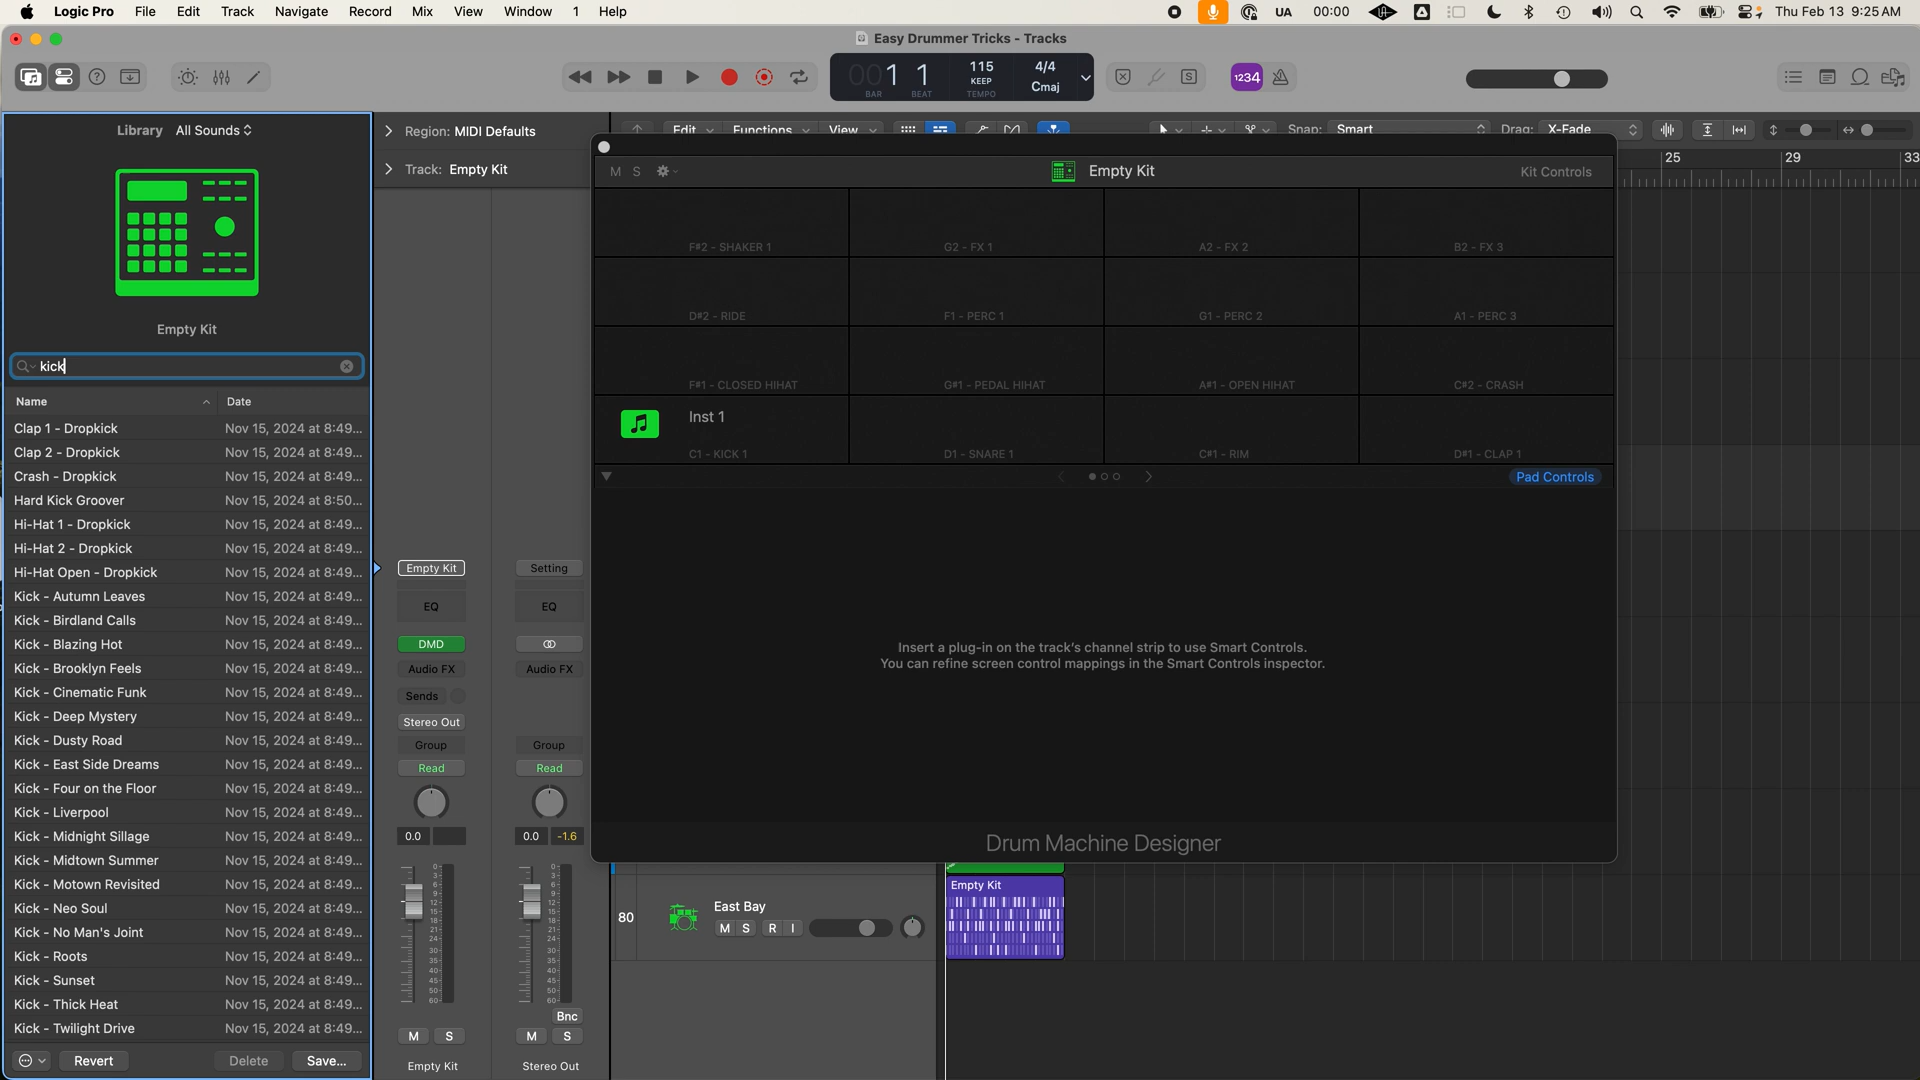 Logic Pro File Edit Track Navigate Record Mix View Window 1 Help
UA 00:00 Thu Feb 13 9:25 AM
Easy Drummer Tricks - Tracks
001 1 115 4/4
KEEP Cmaj
BAR BEAT TEMPO
S 1234
Library All Sounds
Region: MIDI Defaults
Edit Functions View Snap: Smart Drag: X-Fade
Track: Empty Kit
25 29 33
M S Empty Kit Kit Controls
Empty Kit
kick
Name Date
Clap 1 - Dropkick Nov 15, 2024 at 8:49...
Clap 2 - Dropkick Nov 15, 2024 at 8:49...
Crash - Dropkick Nov 15, 2024 at 8:49...
Hard Kick Groover Nov 15, 2024 at 8:50...
Hi-Hat 1 - Dropkick Nov 15, 2024 at 8:49...
Hi-Hat 2 - Dropkick Nov 15, 2024 at 8:49...
Hi-Hat Open - Dropkick Nov 15, 2024 at 8:49...
Kick - Autumn Leaves Nov 15, 2024 at 8:49...
Kick - Birdland Calls Nov 15, 2024 at 8:49...
Kick - Blazing Hot Nov 15, 2024 at 8:49...
Kick - Brooklyn Feels Nov 15, 2024 at 8:49...
Kick - Cinematic Funk Nov 15, 2024 at 8:49...
Kick - Deep Mystery Nov 15, 2024 at 8:49...
Kick - Dusty Road Nov 15, 2024 at 8:49...
Kick - East Side Dreams Nov 15, 2024 at 8:49...
Kick - Four on the Floor Nov 15, 2024 at 8:49...
Kick - Liverpool Nov 15, 2024 at 8:49...
Kick - Midnight Sillage Nov 15, 2024 at 8:49...
Kick - Midtown Summer Nov 15, 2024 at 8:49...
Kick - Motown Revisited Nov 15, 2024 at 8:49...
Kick - Neo Soul Nov 15, 2024 at 8:49...
Kick - No Man's Joint Nov 15, 2024 at 8:49...
Kick - Roots Nov 15, 2024 at 8:49...
Kick - Sunset Nov 15, 2024 at 8:49...
Kick - Thick Heat Nov 15, 2024 at 8:49...
Kick - Twilight Drive Nov 15, 2024 at 8:49...
Revert Delete Save...
Empty Kit Setting
EQ EQ
DMD
Audio FX Audio FX
Sends
Stereo Out
Group Group
Read Read
0.0 0.0 -1.6
Bnc
M S M S
Empty Kit Stereo Out
F#2 - SHAKER 1 G2 - FX 1 A2 - FX 2 B2 - FX 3
D#2 - RIDE F1 - PERC 1 G1 - PERC 2 A1 - PERC 3
F#1 - CLOSED HIHAT G#1 - PEDAL HIHAT A#1 - OPEN HIHAT C#2 - CRASH
Inst 1
C1 - KICK 1 D1 - SNARE 1 C#1 - RIM D#1 - CLAP 1
Pad Controls
Insert a plug-in on the track's channel strip to use Smart Controls.
You can refine screen control mappings in the Smart Controls inspector.
Drum Machine Designer
Empty Kit
80 East Bay
M S R I